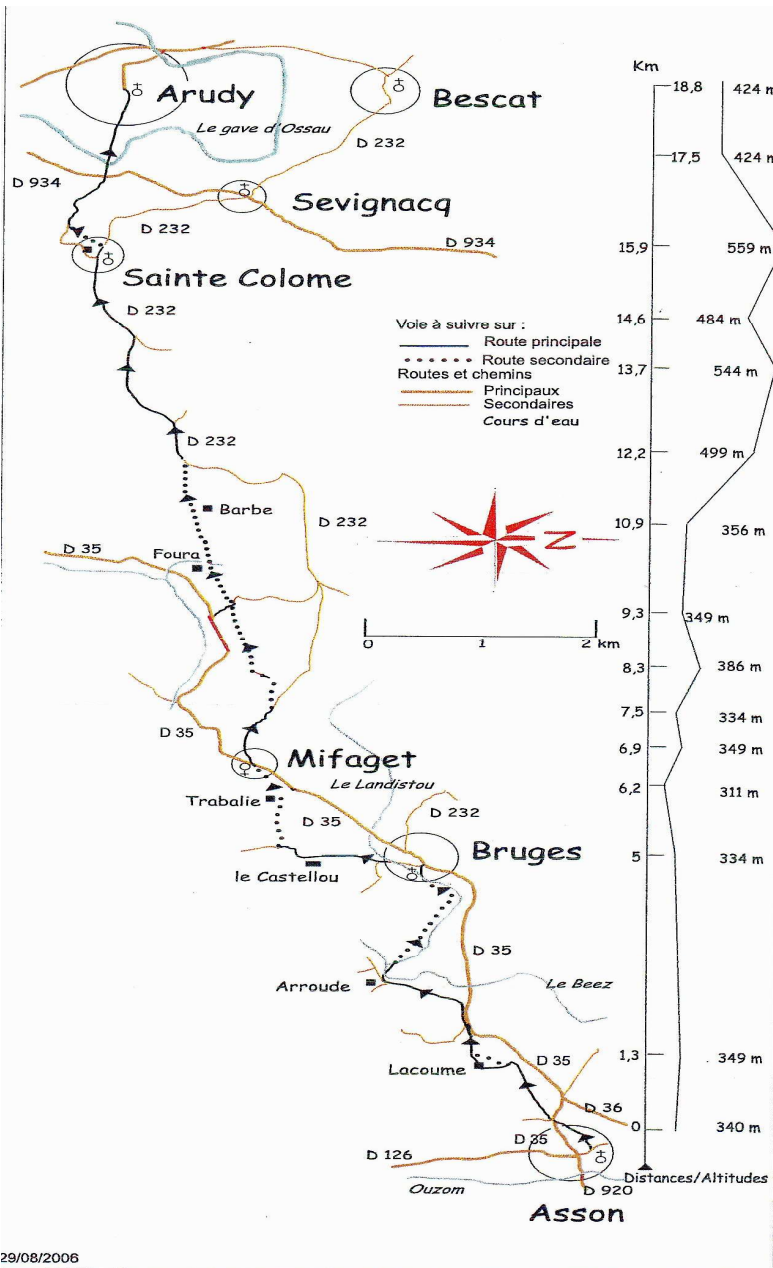 Km
18,8
424 m
Arudy
Bescat
Le gave d'Ossau
D 232
17,5
424 m
D 934
Sevignacq
D 232
D 934
15,9
559 m
Sainte Colome
D 232
14,6
484 m
Voie à suivre sur :
Route principale
Route secondaire
Routes et chemins
Principaux
Secondaires
Cours d'eau
13,7
544 m
D 232
12,2
499 m
Barbe
D 232
10,9
356 m
N
D 35
Foura
9,3
349 m
0 1 2 km
8,3
386 m
7,5
334 m
D 35
6,9
349 m
Mifaget
Le Landistou
6,2
311 m
Trabalie
D 35
D 232
Bruges
5
334 m
le Castellou
D 35
Arroude
Le Beez
1,3
349 m
D 35
Lacoume
D 36
0
340 m
D 35
D 126
Distances/Altitudes
Ouzom
D 920
Asson
29/08/2006